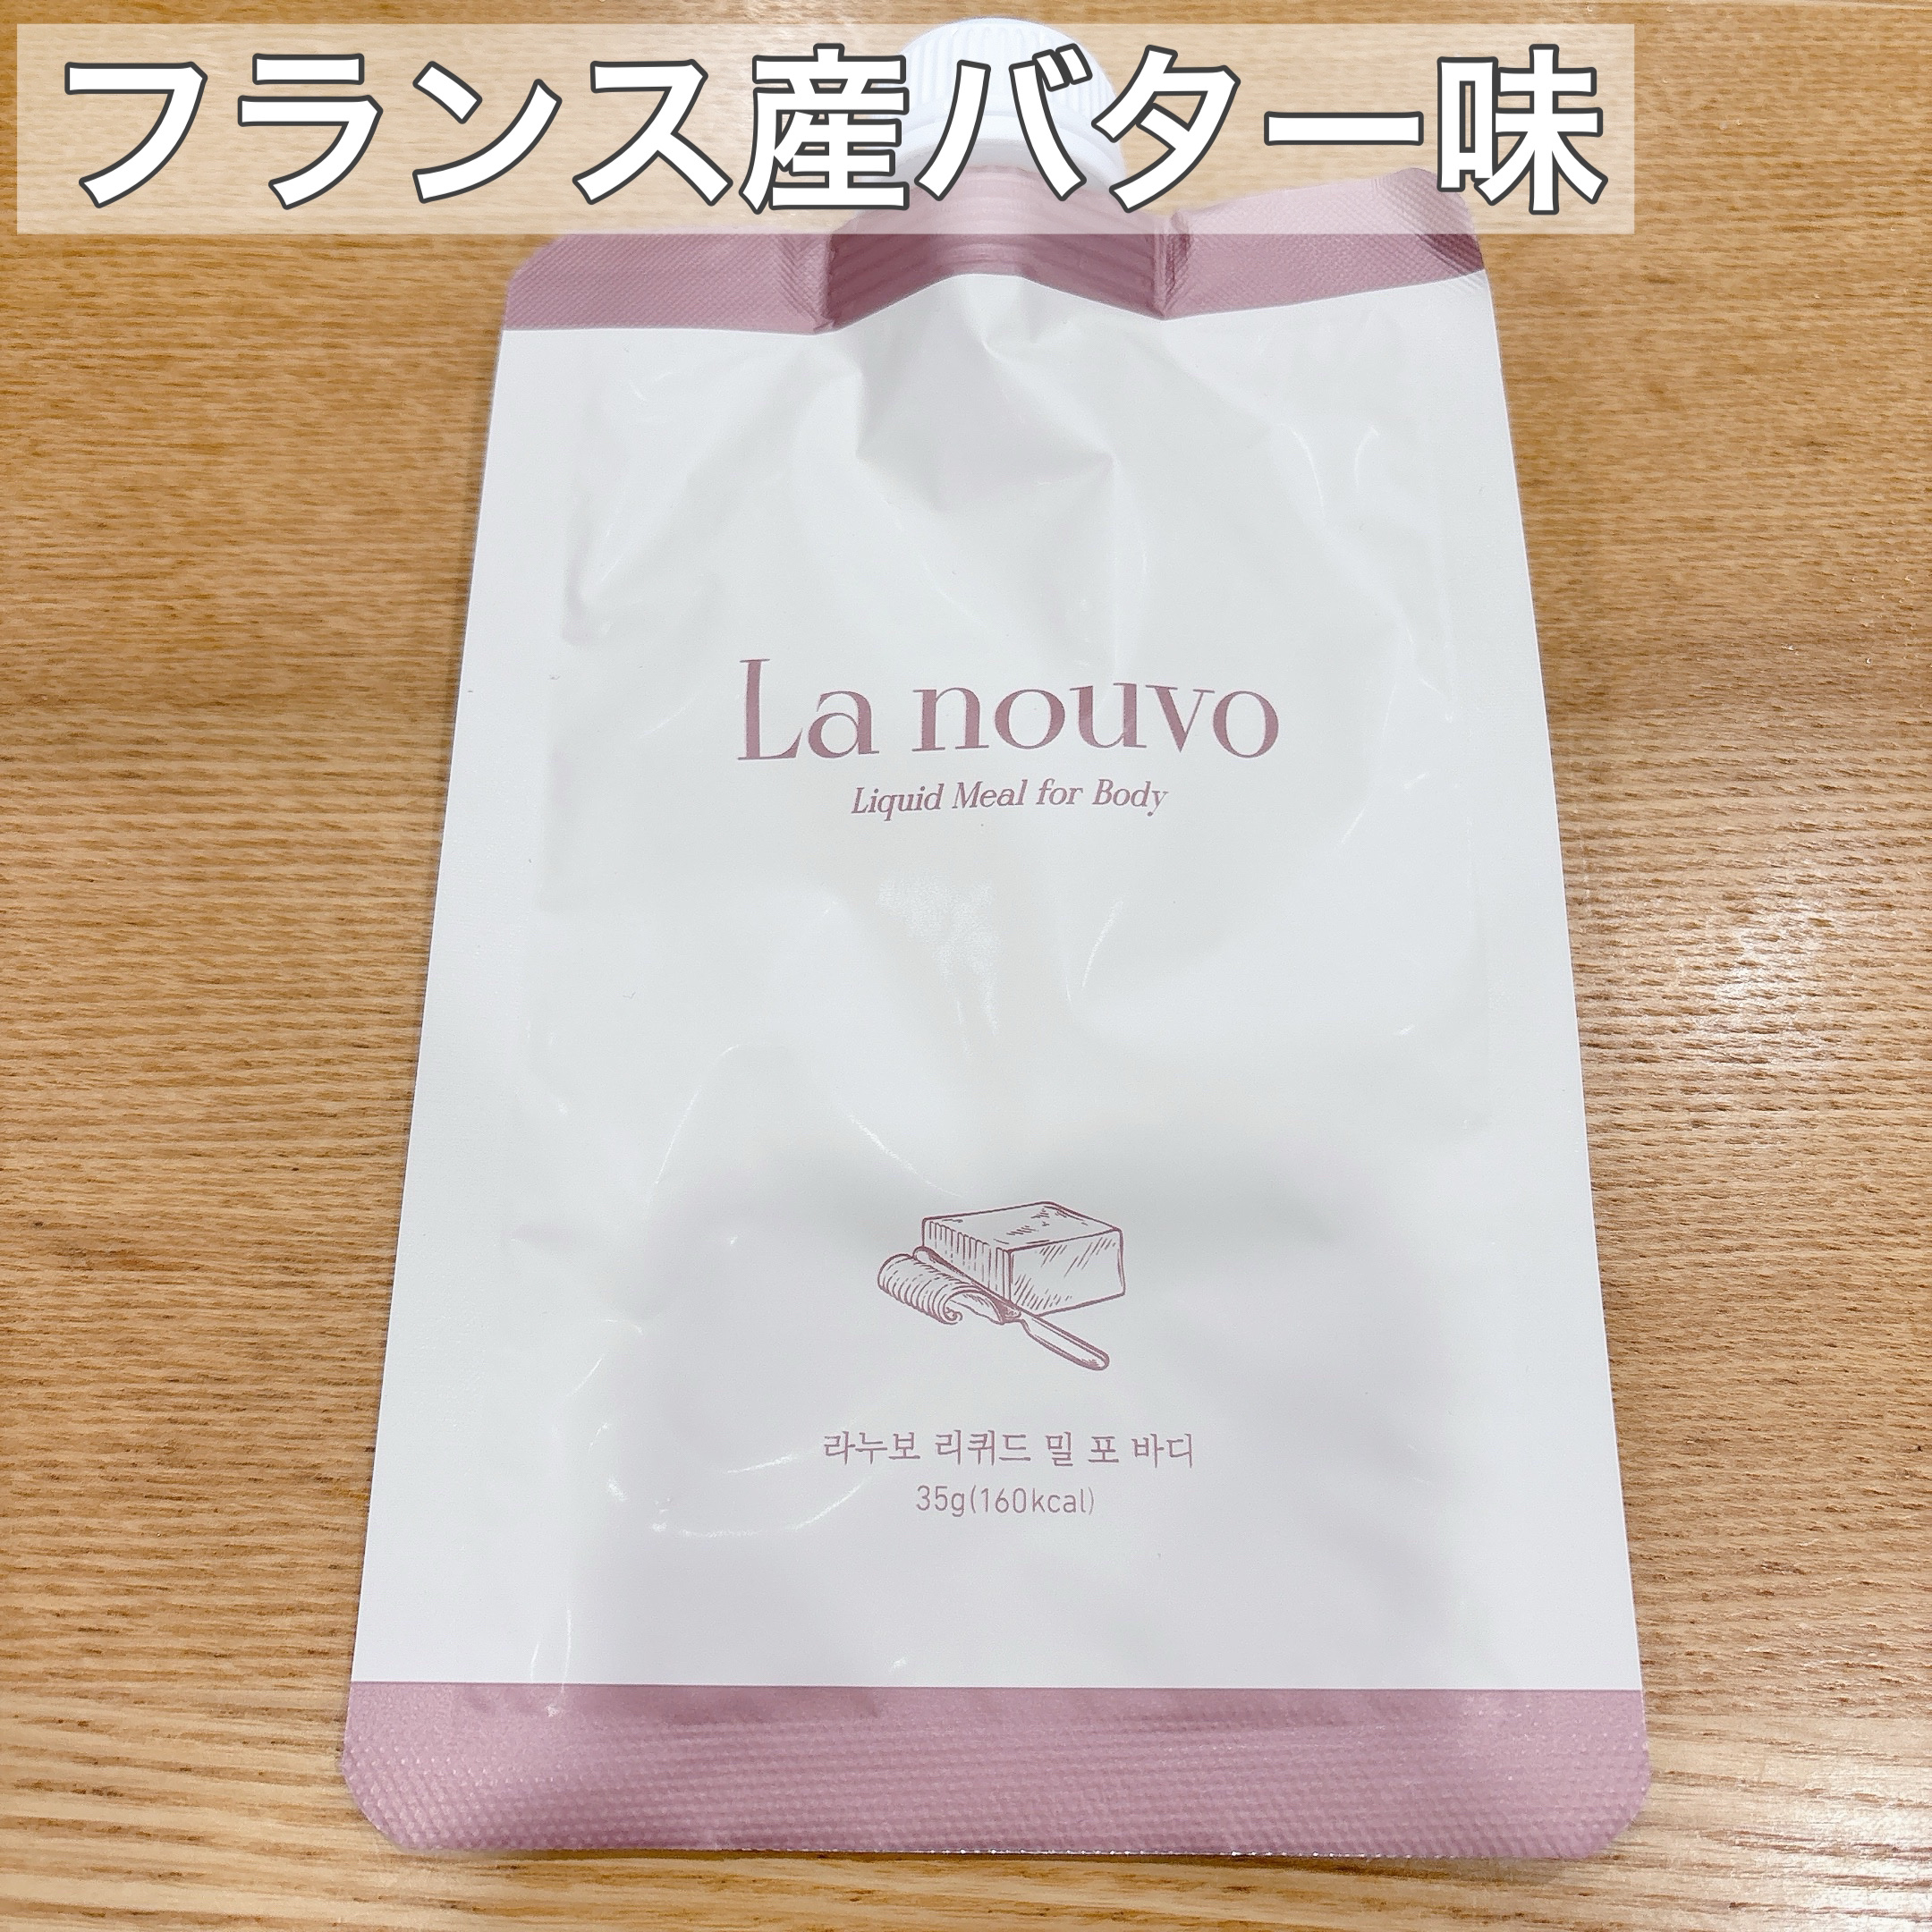 フランス産バター味
La nouvo
Liquid Meal for Body
라누보 리퀴드 밀 포 바디
35g(160kcal)